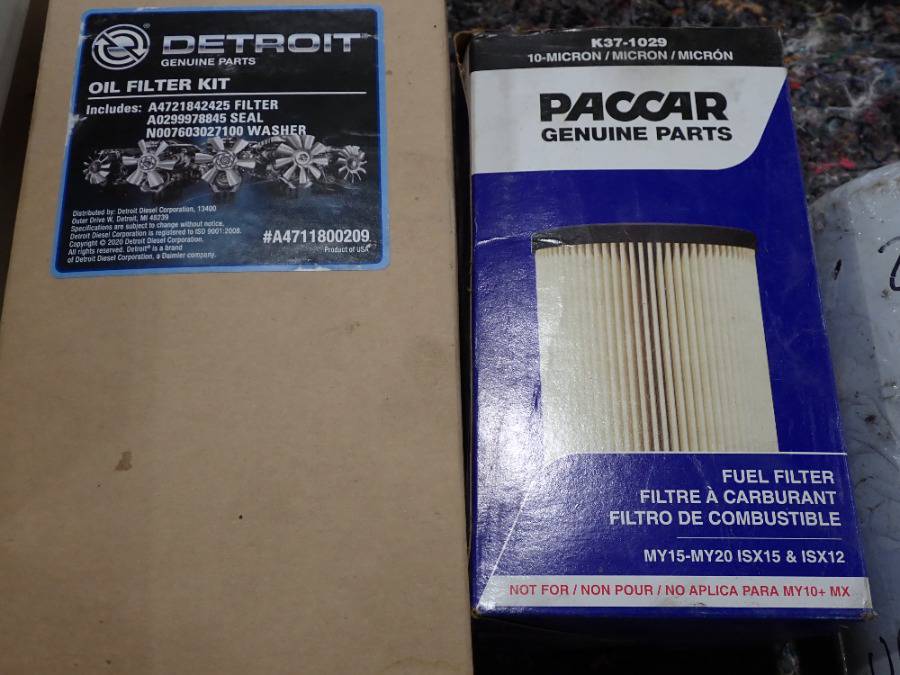 DETROIT®
GENUINE PARTS
OIL FILTER KIT
Includes: A4721842425 FILTER
A0299978845 SEAL
N007603027100 WASHER
Distributed by: Detroit Diesel Corporation, 13400
Outer Drive W, Detroit, MI 48239
Specifications are subject to change without notice.
Detroit Diesel Corporation is registered to ISO 9001:2008.
Copyright © 2020 Detroit Diesel Corporation.
All rights reserved. Detroit® is a brand
of Detroit Diesel Corporation, a Daimler company.
#A4711800209
Product of USA
K37-1029
10-MICRON / MICRON / MICRÓN
PACCAR
GENUINE PARTS
FUEL FILTER
FILTRE À CARBURANT
FILTRO DE COMBUSTIBLE
MY15-MY20 ISX15 & ISX12
NOT FOR / NON POUR / NO APLICA PARA MY10+ MX